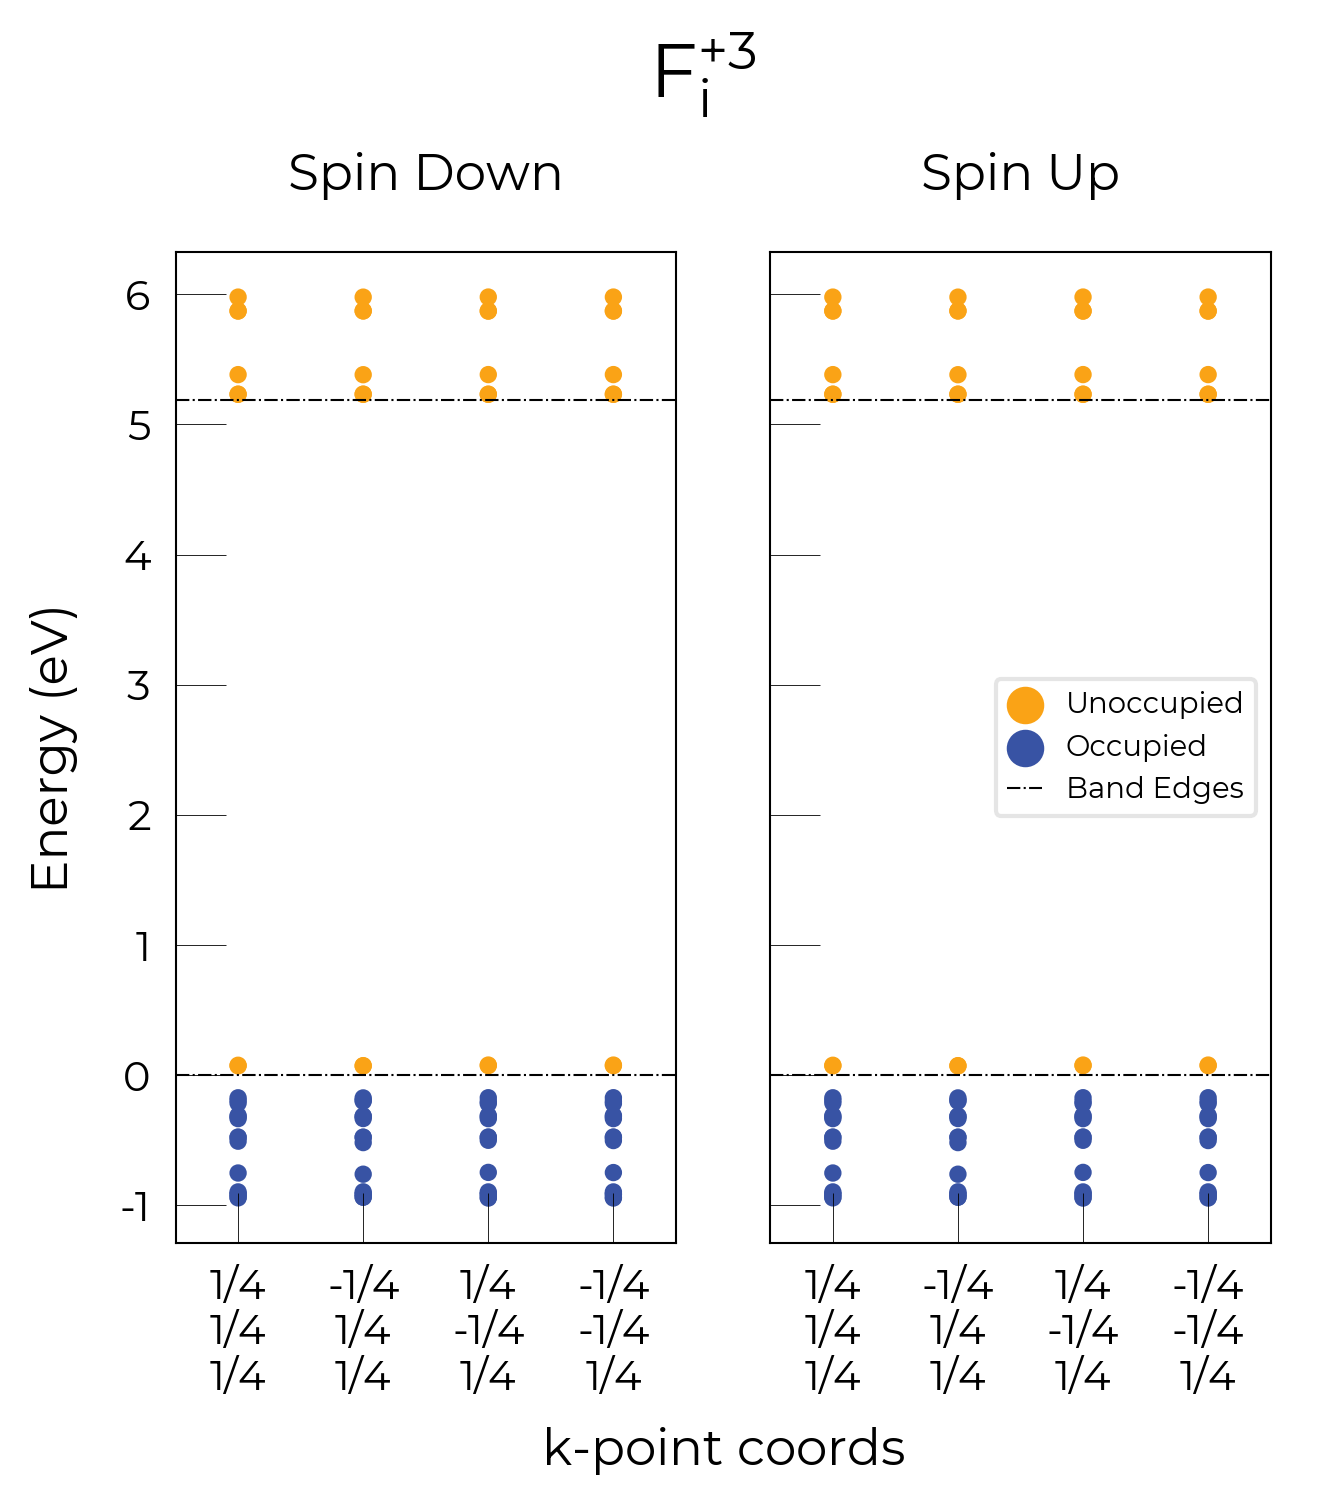 F_i^{+3}
Spin Down
Spin Up
6
5
4
3
2
1
0
-1
Energy (eV)
Unoccupied
Occupied
Band Edges
1/4 -1/4 1/4 -1/4 1/4 -1/4 1/4 -1/4
1/4 1/4 -1/4 -1/4 1/4 1/4 -1/4 -1/4
1/4 1/4 1/4 1/4 1/4 1/4 1/4 1/4
k-point coords